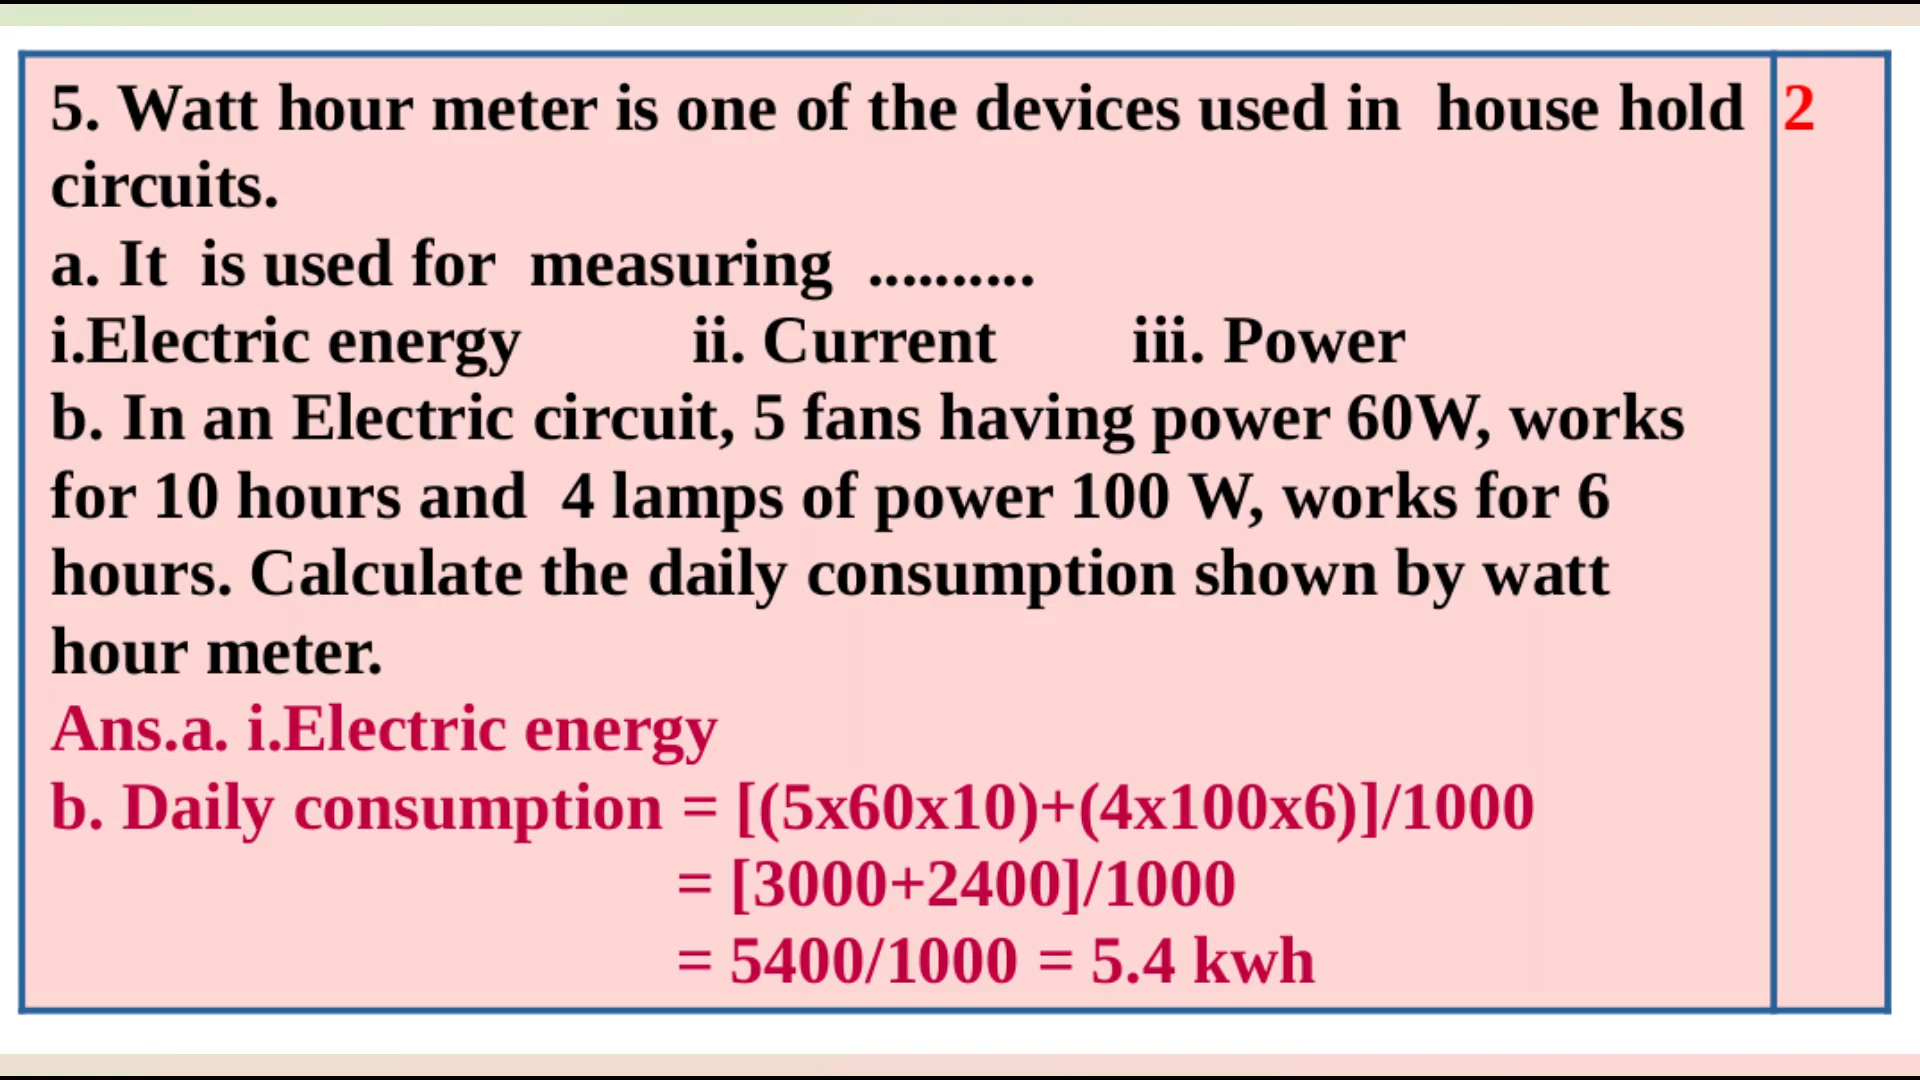 5. Watt hour meter is one of the devices used in  house hold
2
circuits.
a. It  is used for  measuring  ..........
i.Electric energy          ii. Current        iii. Power
b. In an Electric circuit, 5 fans having power 60W, works
for 10 hours and  4 lamps of power 100 W, works for 6
hours. Calculate the daily consumption shown by watt
hour meter.
Ans.a. i.Electric energy
b. Daily consumption = [(5x60x10)+(4x100x6)]/1000
= [3000+2400]/1000
= 5400/1000 = 5.4 kwh